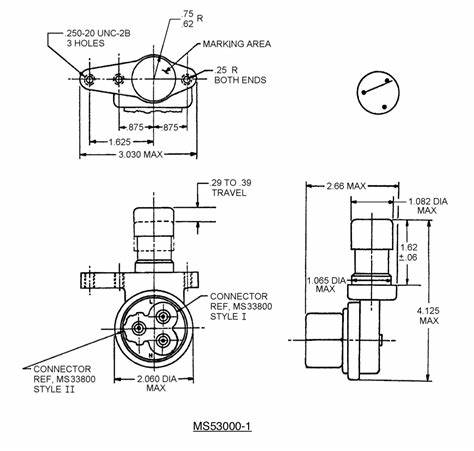 .75
.62 R
.250-20 UNC-2B
3 HOLES
MARKING AREA
.25 R
BOTH ENDS
.875
.875
1.625
3.030 MAX
.29 TO .39
TRAVEL
2.66 MAX
1.082 DIA
MAX
1.62
±.06
1.065 DIA
MAX
4.125
MAX
CONNECTOR
REF, MS33800
STYLE I
L
H
CONNECTOR
REF, MS33800
STYLE II
2.060 DIA
MAX
MS53000-1